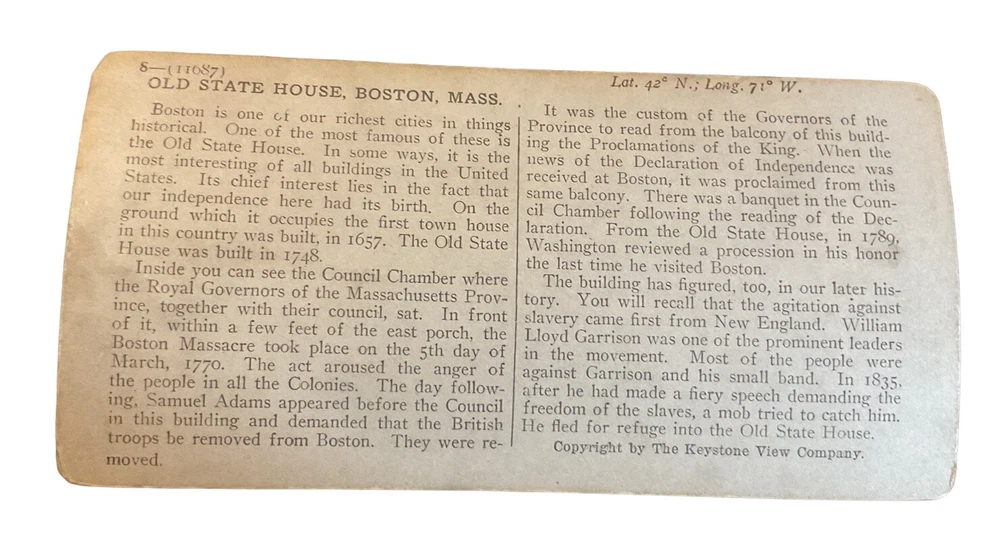 8—(11087)
OLD STATE HOUSE, BOSTON, MASS.
Boston is one of our richest cities in things
historical. One of the most famous of these is
the Old State House. In some ways, it is the
most interesting of all buildings in the United
States. Its chief interest lies in the fact that
our independence here had its birth. On the
ground which it occupies the first town house
in this country was built, in 1657. The Old State
House was built in 1748.
Inside you can see the Council Chamber where
the Royal Governors of the Massachusetts Prov-
ince, together with their council, sat. In front
of it, within a few feet of the east porch, the
Boston Massacre took place on the 5th day of
March, 1770. The act aroused the anger of
the people in all the Colonies. The day follow-
ing, Samuel Adams appeared before the Council
in this building and demanded that the British
troops be removed from Boston. They were re-
moved.
Lat. 42° N.; Long. 71° W.
It was the custom of the Governors of the
Province to read from the balcony of this build-
ing the Proclamations of the King. When the
news of the Declaration of Independence was
received at Boston, it was proclaimed from this
same balcony. There was a banquet in the Coun-
cil Chamber following the reading of the Dec-
laration. From the Old State House, in 1789,
Washington reviewed a procession in his honor
the last time he visited Boston.
The building has figured, too, in our later his-
tory. You will recall that the agitation against
slavery came first from New England. William
Lloyd Garrison was one of the prominent leaders
in the movement. Most of the people were
against Garrison and his small band. In 1835,
after he had made a fiery speech demanding the
freedom of the slaves, a mob tried to catch him.
He fled for refuge into the Old State House.
Copyright by The Keystone View Company.